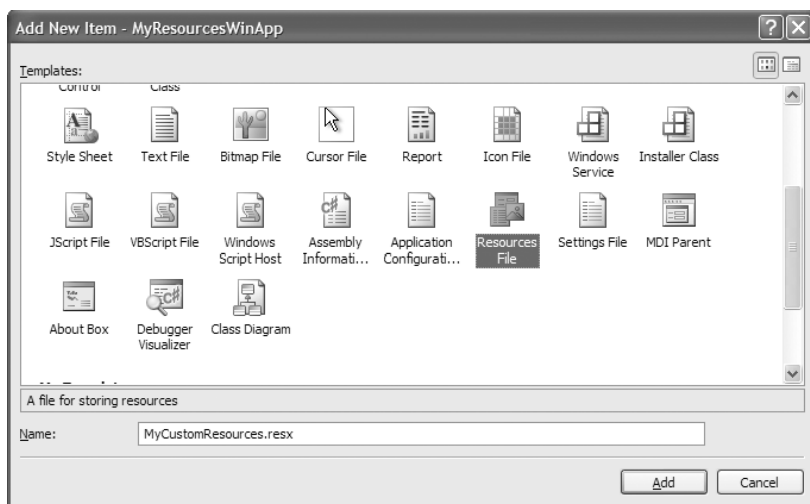 Add New Item - MyResourcesWinApp
Templates:
Control Class
Style Sheet Text File Bitmap File Cursor File Report Icon File Windows Service Installer Class
JScript File VBScript File Windows Script Host Assembly Informati... Application Configurati... Resources File Settings File MDI Parent
About Box Debugger Visualizer Class Diagram
A file for storing resources
Name: MyCustomResources.resx
Add Cancel